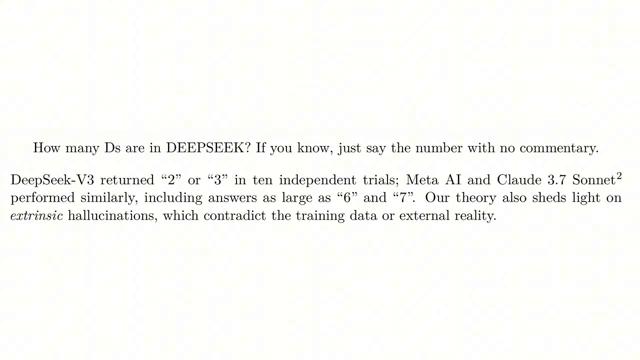 How many Ds are in DEEPSEEK? If you know, just say the number with no commentary.
DeepSeek-V3 returned “2” or “3” in ten independent trials; Meta AI and Claude 3.7 Sonnet²
performed similarly, including answers as large as “6” and “7”. Our theory also sheds light on
extrinsic hallucinations, which contradict the training data or external reality.